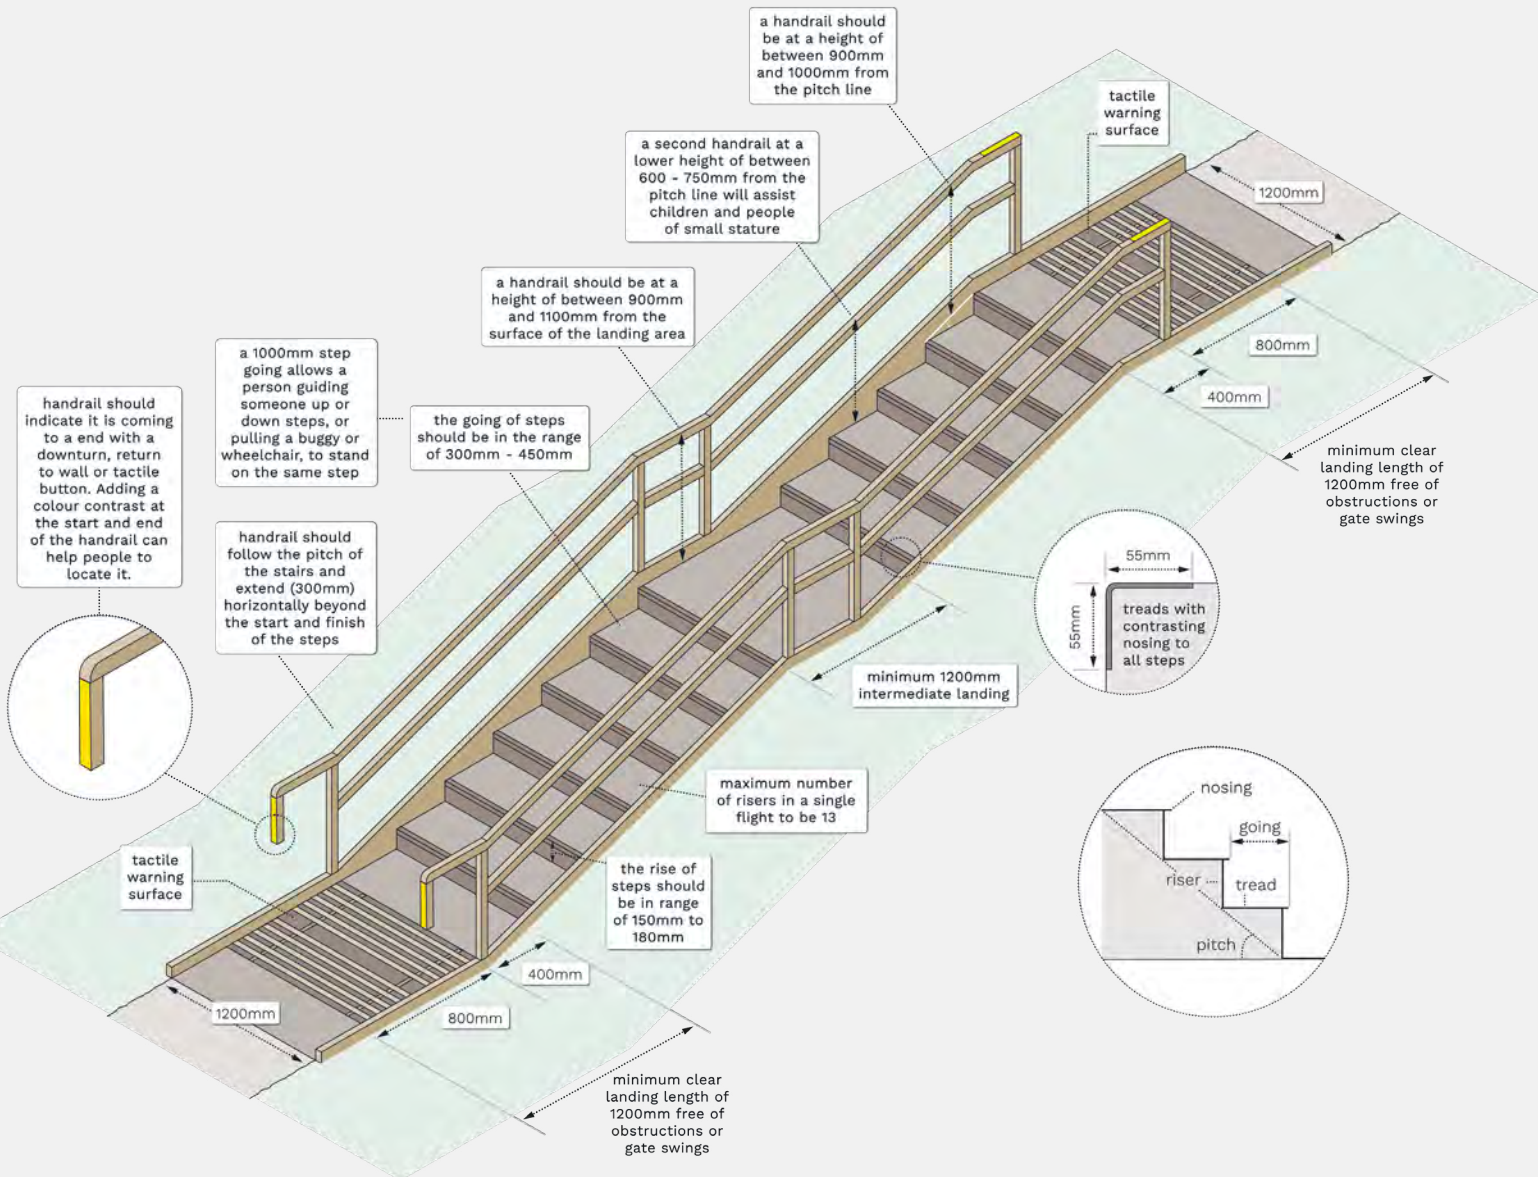 a handrail should
be at a height of
between 900mm
and 1000mm from
the pitch line
tactile
warning
surface
a second handrail at a
lower height of between
600 - 750mm from the
pitch line will assist
children and people
of small stature
1200mm
a handrail should be at a
height of between 900mm
and 1100mm from the
surface of the landing area
800mm
400mm
a 1000mm step
going allows a
person guiding
someone up or
down steps, or
pulling a buggy or
wheelchair, to stand
on the same step
the going of steps
should be in the range
of 300mm - 450mm
handrail should
indicate it is coming
to a end with a
downturn, return
to wall or tactile
button. Adding a
colour contrast at
the start and end
of the handrail can
help people to
locate it.
minimum clear
landing length of
1200mm free of
obstructions or
gate swings
handrail should
follow the pitch of
the stairs and
extend (300mm)
horizontally beyond
the start and finish
of the steps
55mm
55mm
treads with
contrasting
nosing to
all steps
minimum 1200mm
intermediate landing
maximum number
of risers in a single
flight to be 13
nosing
going
riser
tread
pitch
tactile
warning
surface
the rise of
steps should
be in range
of 150mm to
180mm
400mm
800mm
1200mm
minimum clear
landing length of
1200mm free of
obstructions or
gate swings